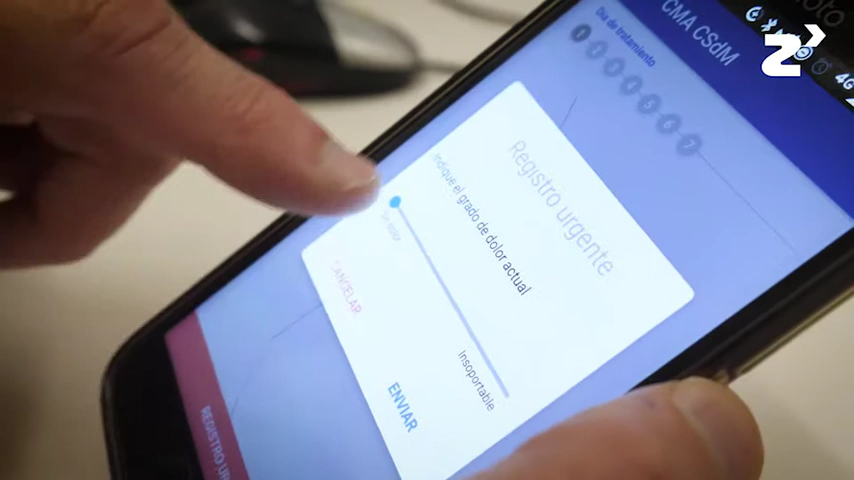 moto
4G
CMA CSdM
Día de tratamiento
1 2 3 4 5 6 7
Registro urgente
Indique el grado de dolor actual
Sin dolor
Insoportable
CANCELAR
ENVIAR
REGISTRO UR
Z